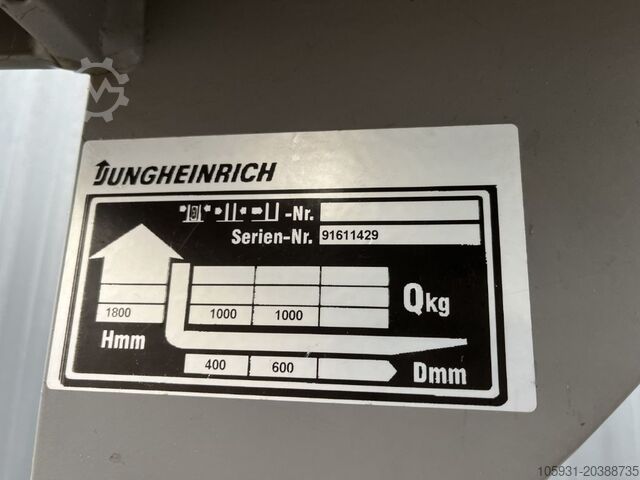 JUNGHEINRICH
-Nr.
Serien-Nr. 91611429
1800 1000 1000 Qkg
Hmm
400 600 Dmm
105931-20388735